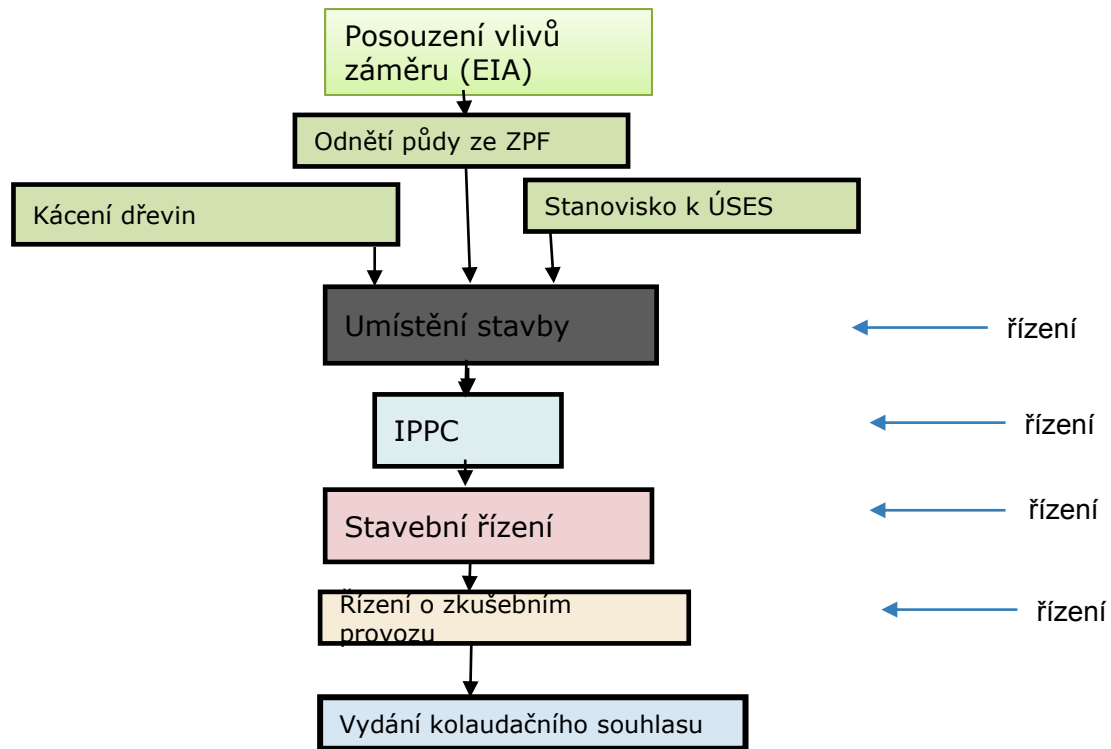 Posouzení vlivů
záměru (EIA)
Odnětí půdy ze ZPF
Kácení dřevin
Stanovisko k ÚSES
Umístění stavby
řízení
IPPC
řízení
Stavební řízení
řízení
Řízení o zkušebním
provozu
řízení
Vydání kolaudačního souhlasu